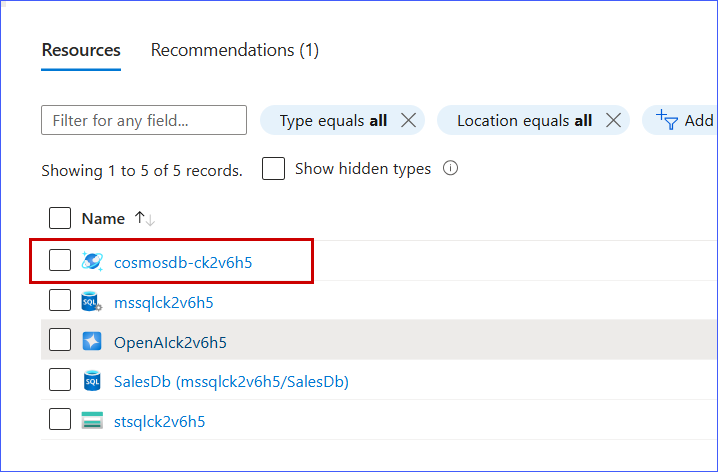 Resources Recommendations (1)
Filter for any field... Type equals all Location equals all Add
Showing 1 to 5 of 5 records. Show hidden types
Name
cosmosdb-ck2v6h5
SQL mssqlck2v6h5
OpenAIck2v6h5
SQL SalesDb (mssqlck2v6h5/SalesDb)
stsqlck2v6h5